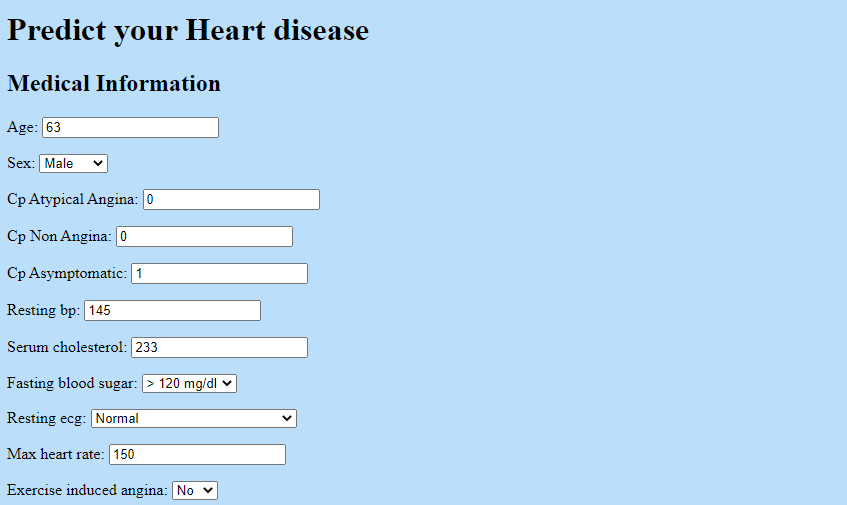 Predict your Heart disease
Medical Information
Age: 63
Sex: Male
Cp Atypical Angina: 0
Cp Non Angina: 0
Cp Asymptomatic: 1
Resting bp: 145
Serum cholesterol: 233
Fasting blood sugar: > 120 mg/dl
Resting ecg: Normal
Max heart rate: 150
Exercise induced angina: No